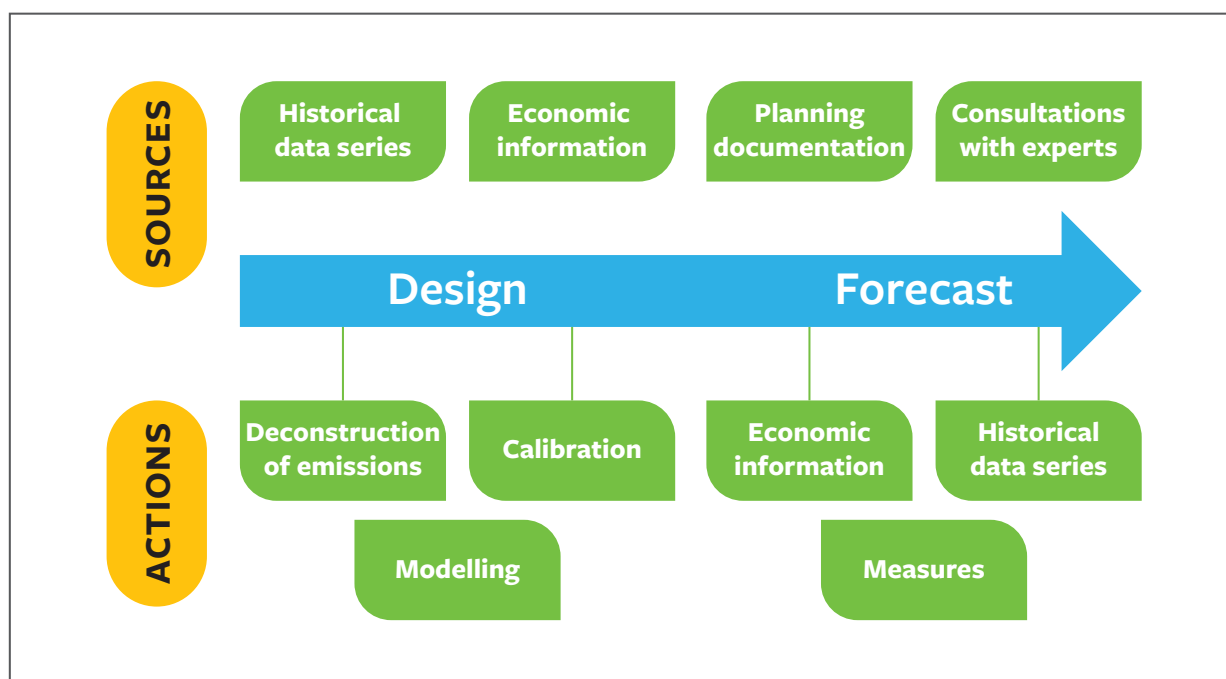 SOURCES
Historical
data series
Economic
information
Planning
documentation
Consultations
with experts
Design
Forecast
ACTIONS
Deconstruction
of emissions
Calibration
Economic
information
Historical
data series
Modelling
Measures